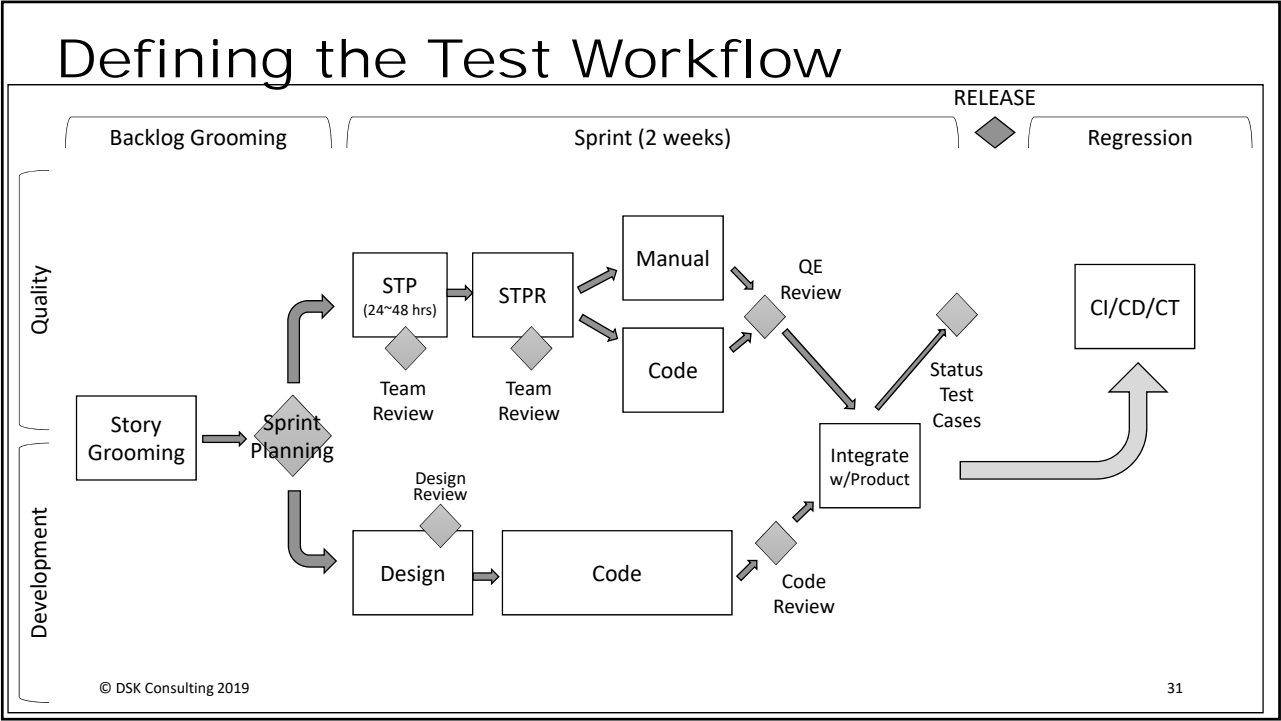 Defining the Test Workflow
RELEASE
Backlog Grooming
Sprint (2 weeks)
Regression
Quality
Development
Story
Grooming
Sprint
Planning
STP
(24~48 hrs)
Team
Review
STPR
Team
Review
Manual
Code
QE
Review
Status
Test
Cases
CI/CD/CT
Integrate
w/Product
Design
Review
Design
Code
Code
Review
© DSK Consulting 2019
31